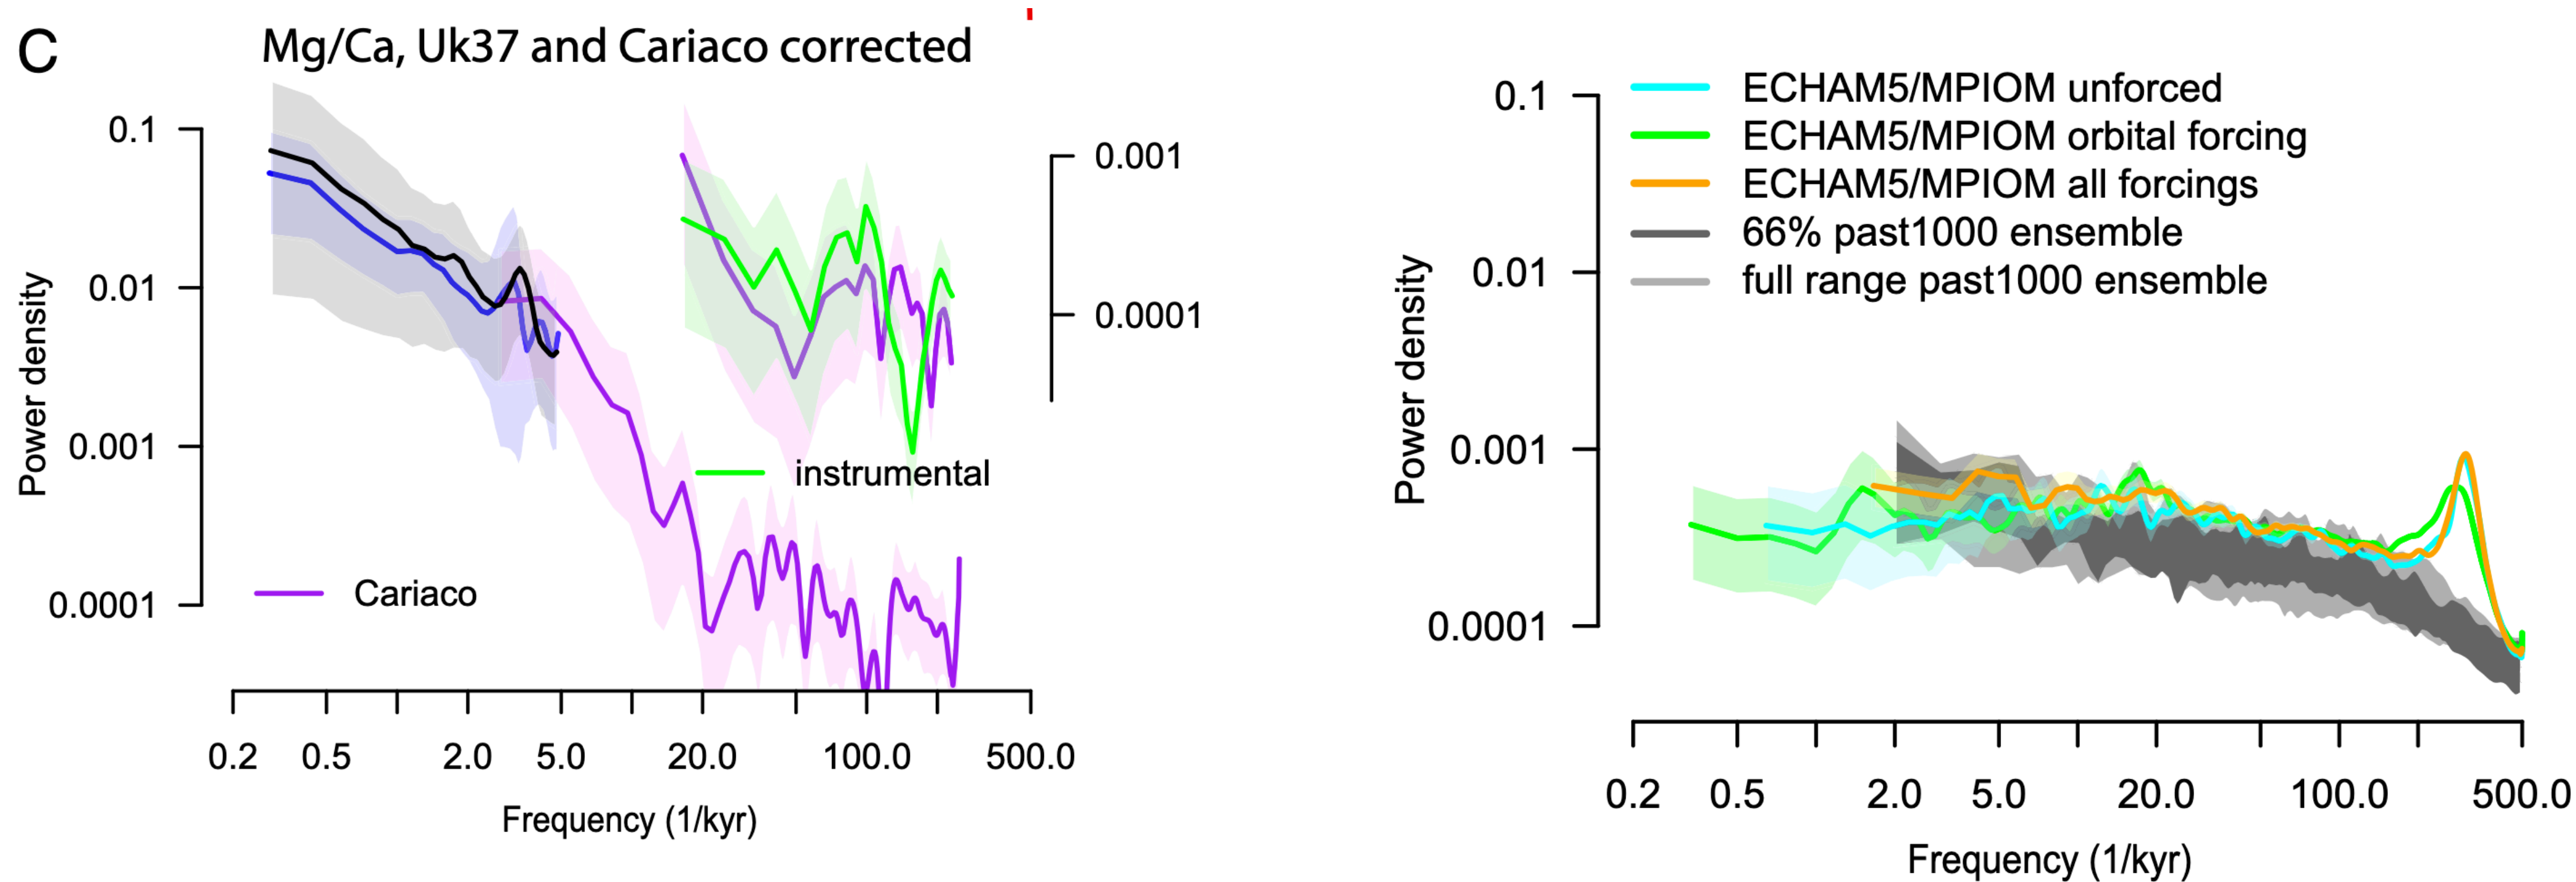 C
Mg/Ca, Uk37 and Cariaco corrected
Power density
0.1
0.01
0.001
0.0001
0.001
0.0001
instrumental
Cariaco
0.2 0.5 2.0 5.0 20.0 100.0 500.0
Frequency (1/kyr)
Power density
0.1
0.01
0.001
0.0001
ECHAM5/MPIOM unforced
ECHAM5/MPIOM orbital forcing
ECHAM5/MPIOM all forcings
66% past1000 ensemble
full range past1000 ensemble
0.2 0.5 2.0 5.0 20.0 100.0 500.0
Frequency (1/kyr)